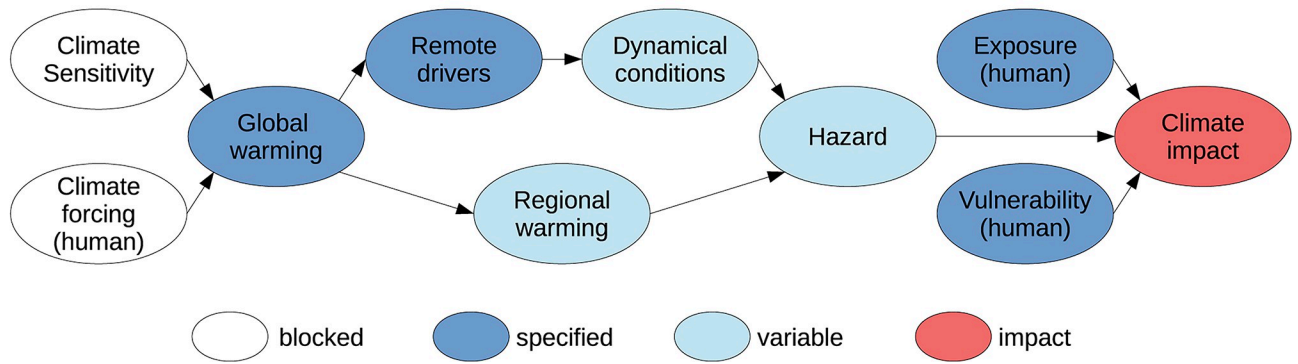 Climate
Sensitivity
Remote
drivers
Dynamical
conditions
Exposure
(human)
Global
warming
Hazard
Climate
impact
Climate
forcing
(human)
Regional
warming
Vulnerability
(human)
blocked
specified
variable
impact